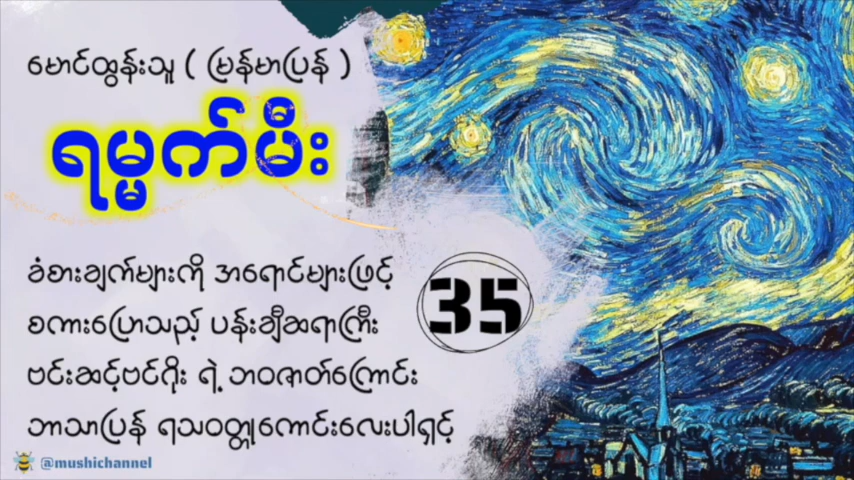 မောင်ထွန်းသူ ( မြန်မာပြန် )
ရမ္မက်မီး
ခံစားချက်များကို အရောင်များဖြင့်
စကားပြောသည့် ပန်းချီဆရာကြီး
ဗင်းဆင့်ဗင်ဂိုး ရဲ့ ဘဝဇာတ်ကြောင်း
ဘာသာပြန် ရသဝတ္တုကောင်းလေးပါရှင့်
35
@mushichannel